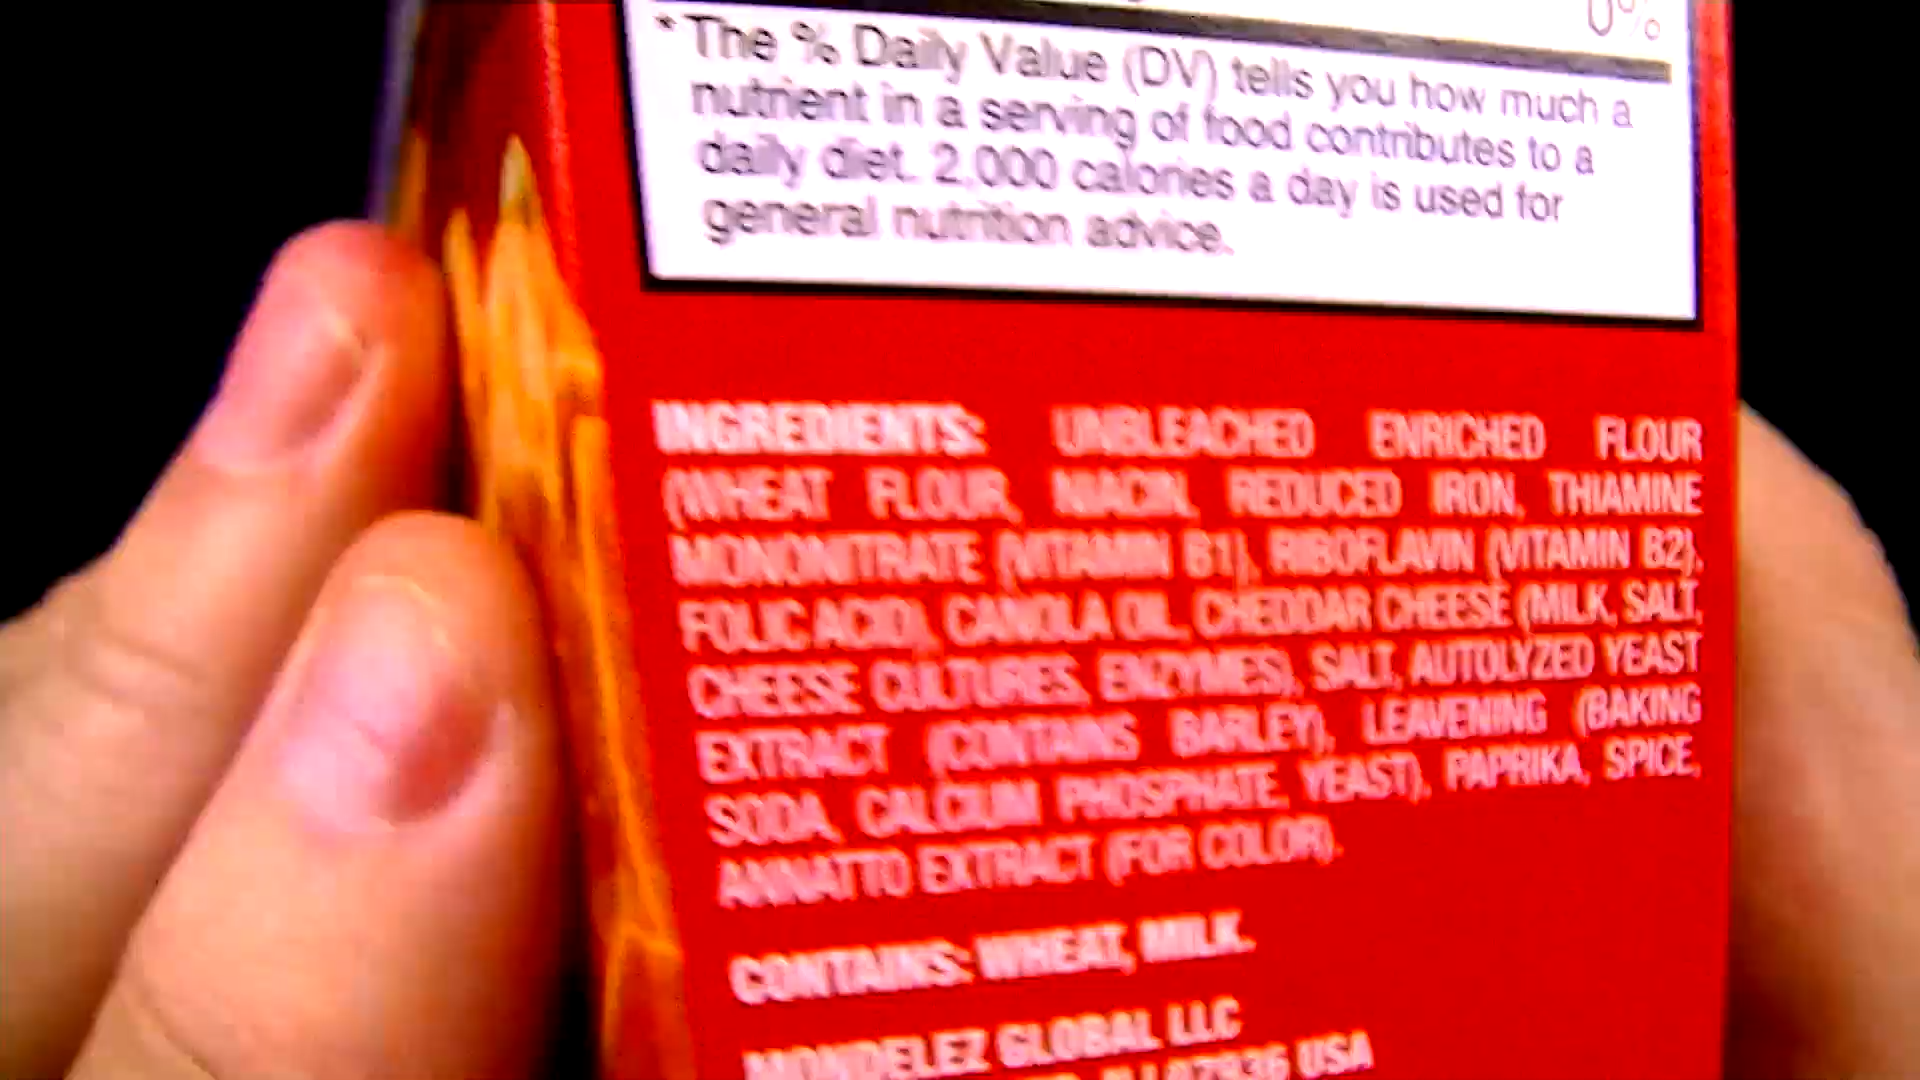 0%
* The % Daily Value (DV) tells you how much a
nutrient in a serving of food contributes to a
daily diet. 2,000 calories a day is used for
general nutrition advice.
INGREDIENTS: UNBLEACHED ENRICHED FLOUR
(WHEAT FLOUR, NIACIN, REDUCED IRON, THIAMINE
MONONITRATE (VITAMIN B1), RIBOFLAVIN (VITAMIN B2),
FOLIC ACID), CANOLA OIL, CHEDDAR CHEESE (MILK, SALT,
CHEESE CULTURES, ENZYMES), SALT, AUTOLYZED YEAST
EXTRACT (CONTAINS BARLEY), LEAVENING (BAKING
SODA, CALCIUM PHOSPHATE, YEAST), PAPRIKA, SPICE,
ANNATTO EXTRACT (FOR COLOR).
CONTAINS: WHEAT, MILK.
MONDELEZ GLOBAL LLC
07936 USA